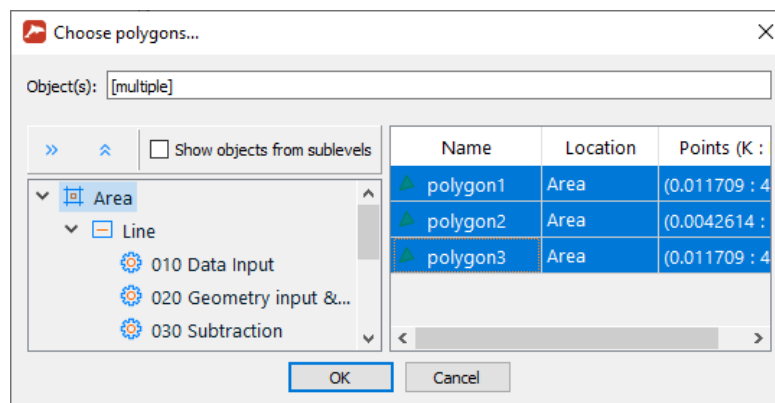 Choose polygons...
Object(s): [multiple]
Show objects from sublevels
Area
Line
010 Data Input
020 Geometry input &...
030 Subtraction
Name Location Points (K :
polygon1 Area (0.011709 : 4
polygon2 Area (0.0042614 :
polygon3 Area (0.011709 : 4
OK Cancel